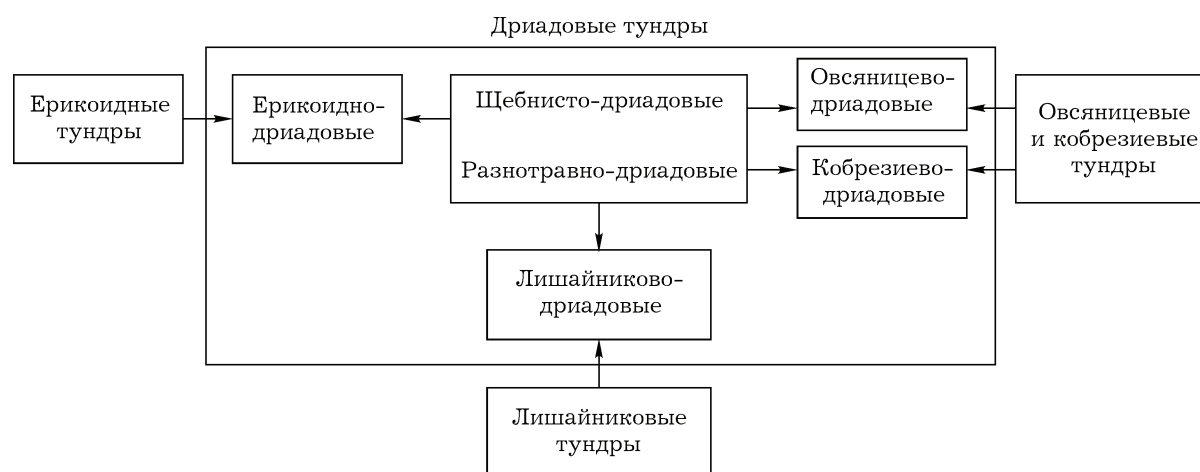 Дриадовые тундры
Ерикоидные
тундры
Ерикоидно-
дриадовые
Щебнисто-дриадовые
Разнотравно-дриадовые
Овсяницево-
дриадовые
Кобрезиево-
дриадовые
Овсяницевые
и кобрезиевые
тундры
Лишайниково-
дриадовые
Лишайниковые
тундры